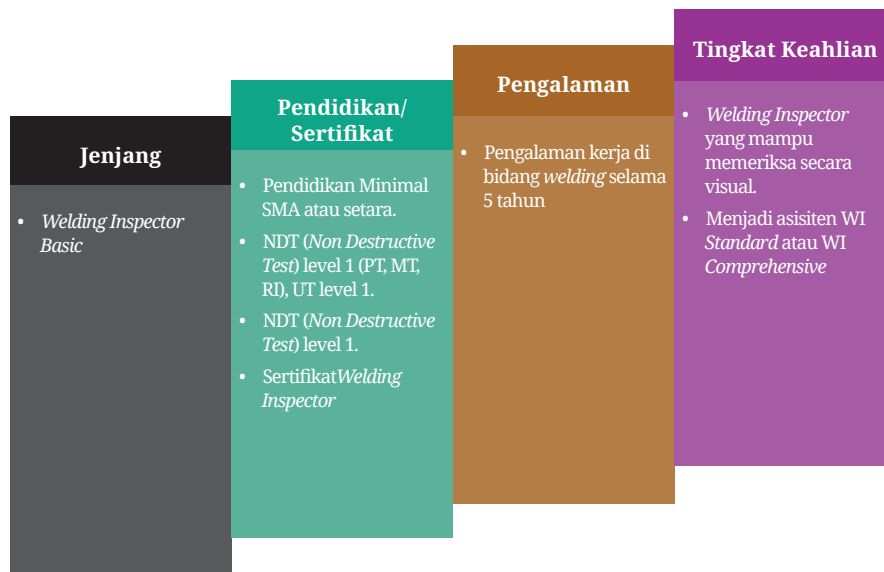 Jenjang
• Welding Inspector
Basic
Pendidikan/
Sertifikat
• Pendidikan Minimal
SMA atau setara.
• NDT (Non Destructive
Test) level 1 (PT, MT,
RI), UT level 1.
• NDT (Non Destructive
Test) level 1.
• SertifikatWelding
Inspector
Pengalaman
• Pengalaman kerja di
bidang welding selama
5 tahun
Tingkat Keahlian
• Welding Inspector
yang mampu
memeriksa secara
visual.
• Menjadi asisiten WI
Standard atau WI
Comprehensive